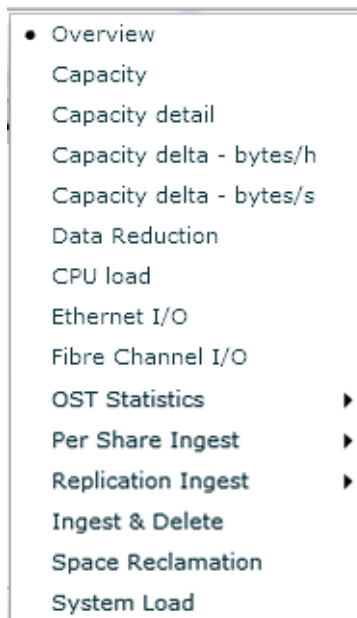 Overview
Capacity
Capacity detail
Capacity delta - bytes/h
Capacity delta - bytes/s
Data Reduction
CPU load
Ethernet I/O
Fibre Channel I/O
OST Statistics
Per Share Ingest
Replication Ingest
Ingest & Delete
Space Reclamation
System Load